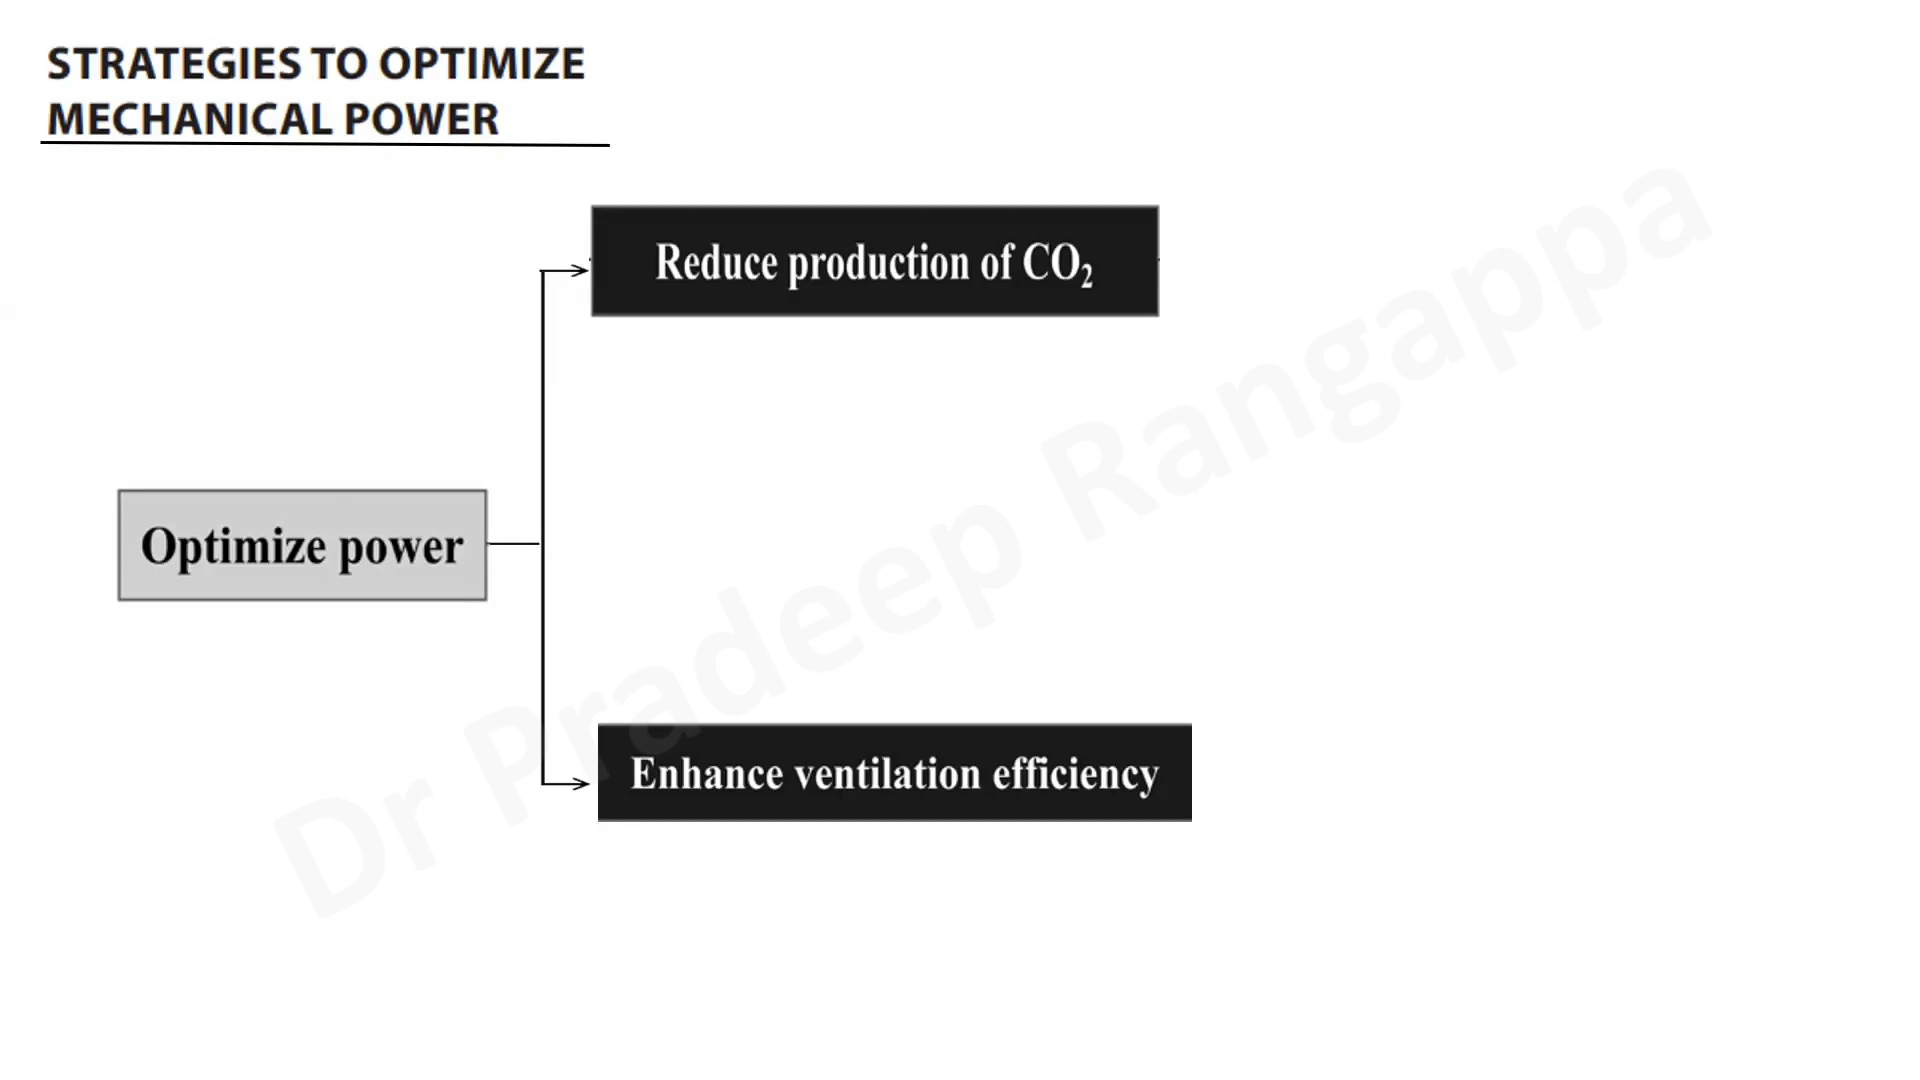 STRATEGIES TO OPTIMIZE
MECHANICAL POWER
Reduce production of CO₂
Optimize power
Enhance ventilation efficiency
Dr Pradeep Rangappa